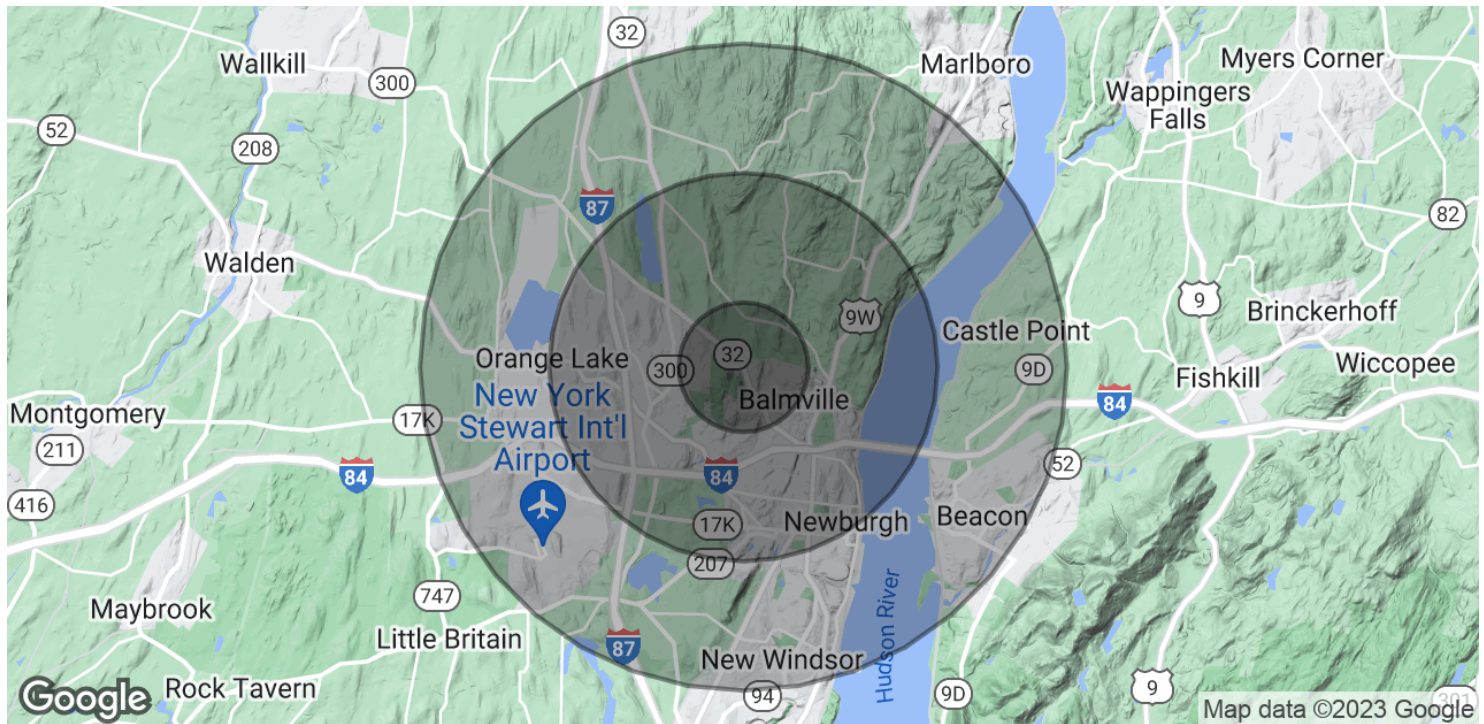 32
Marlboro
Myers Corner
Wallkill
300
Wappingers
Falls
52
208
87
82
Walden
9
9W
Brinckerhoff
Castle Point
32
Orange Lake
300
9D
Wiccopee
Fishkill
New York
Stewart Int'l
Airport
Balmville
84
Montgomery
17K
211
84
84
52
416
17K
Newburgh
Beacon
207
747
Maybrook
Hudson River
Little Britain
87
New Windsor
Rock Tavern
94
9D
9
301
Google
Map data ©2023 Google